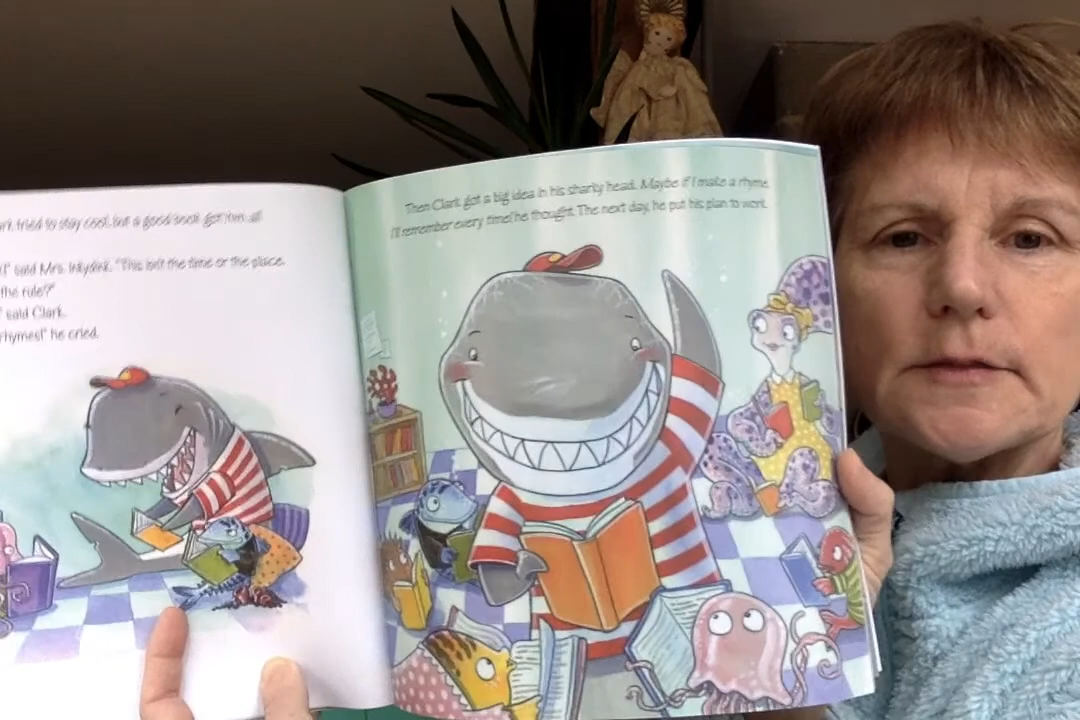 tried to stay cool, but a good book got him all
said Mrs. Inkydink. "This isn't the time or the place.
the rule?"
said Clark.
rhymes!" he cried.
Then Clark got a big idea in his sharky head. Maybe if I make a rhyme,
I'll remember every time! he thought. The next day, he put his plan to work.